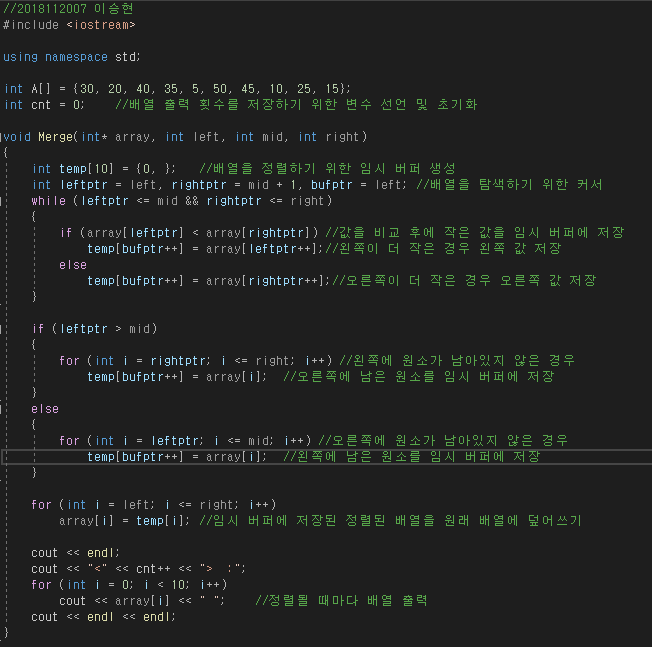 //2018112007 이승현
#include <iostream>
using namespace std;
int A[] = {30, 20, 40, 35, 5, 50, 45, 10, 25, 15};
int cnt = 0;    //배열 출력 횟수를 저장하기 위한 변수 선언 및 초기화
void Merge(int* array, int left, int mid, int right)
{
    int temp[10] = {0, };   //배열을 정렬하기 위한 임시 버퍼 생성
    int leftptr = left, rightptr = mid + 1, bufptr = left; //배열을 탐색하기 위한 커서
    while (leftptr <= mid && rightptr <= right)
    {
        if (array[leftptr] < array[rightptr]) //값을 비교 후에 작은 값을 임시 버퍼에 저장
            temp[bufptr++] = array[leftptr++];//왼쪽이 더 작은 경우 왼쪽 값 저장
        else
            temp[bufptr++] = array[rightptr++];//오른쪽이 더 작은 경우 오른쪽 값 저장
    }
    if (leftptr > mid)
    {
        for (int i = rightptr; i <= right; i++) //왼쪽에 원소가 남아있지 않은 경우
            temp[bufptr++] = array[i];  //오른쪽에 남은 원소를 임시 버퍼에 저장
    }
    else
    {
        for (int i = leftptr; i <= mid; i++) //오른쪽에 원소가 남아있지 않은 경우
            temp[bufptr++] = array[i];  //왼쪽에 남은 원소를 임시 버퍼에 저장
    }
    for (int i = left; i <= right; i++)
        array[i] = temp[i]; //임시 버퍼에 저장된 정렬된 배열을 원래 배열에 덮어쓰기
    cout << endl;
    cout << "<" << cnt++ << ">  :";
    for (int i = 0; i < 10; i++)
        cout << array[i] << " ";    //정렬될 때마다 배열 출력
    cout << endl << endl;
}